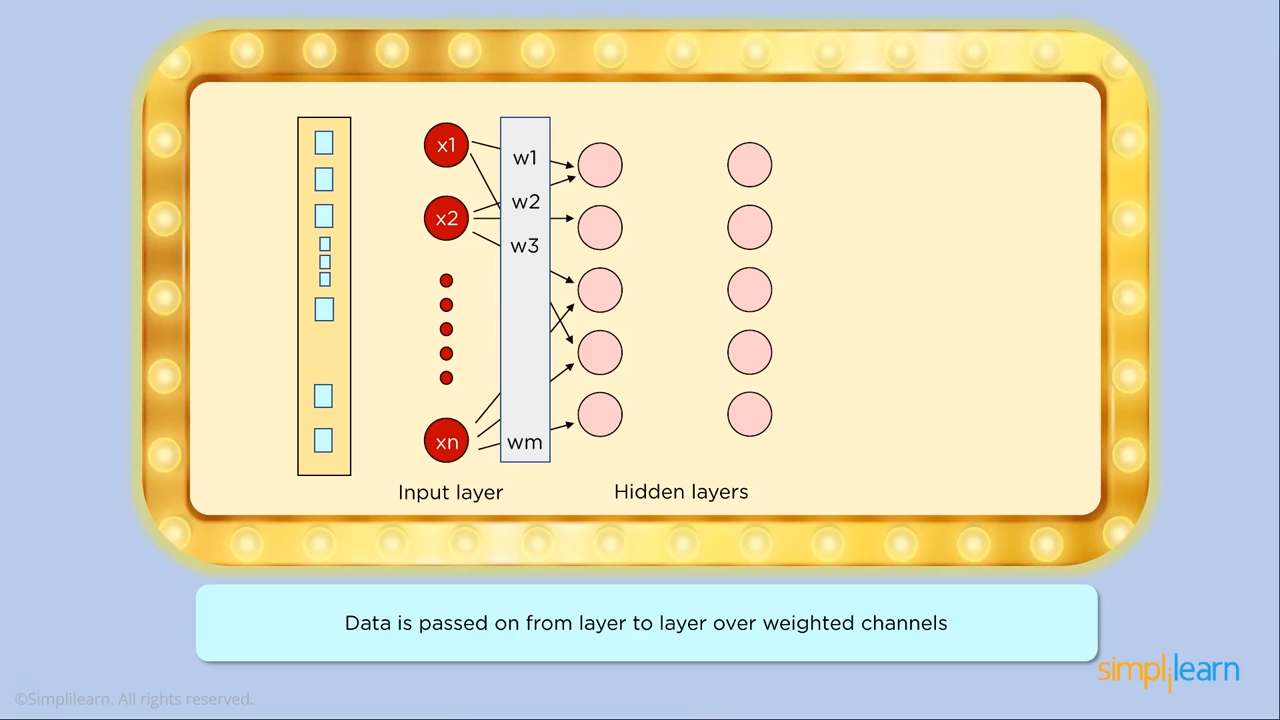 x1
w1
w2
x2
w3
xn
wm
Input layer
Hidden layers
Data is passed on from layer to layer over weighted channels
simplilearn
©Simplilearn. All rights reserved.